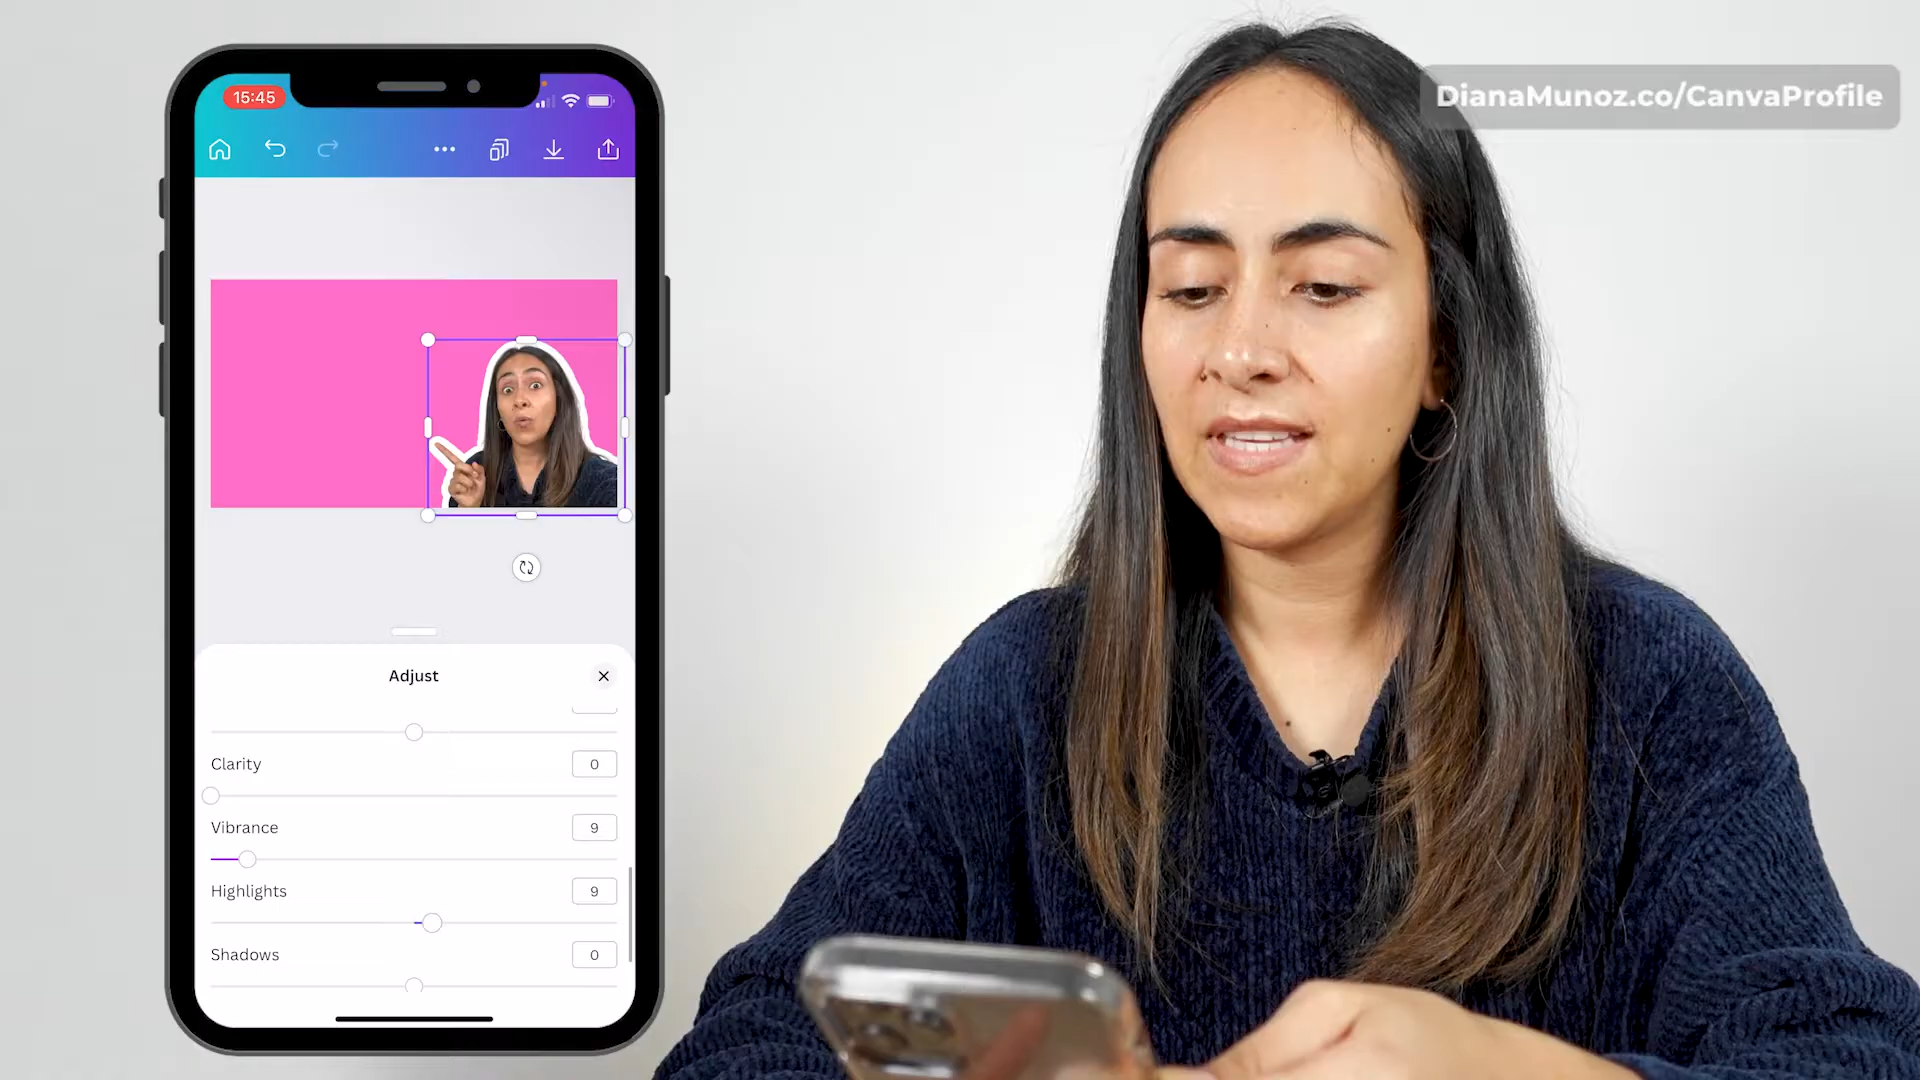 15:45
DianaMunoz.co/CanvaProfile
Adjust
Clarity
0
Vibrance
9
Highlights
9
Shadows
0